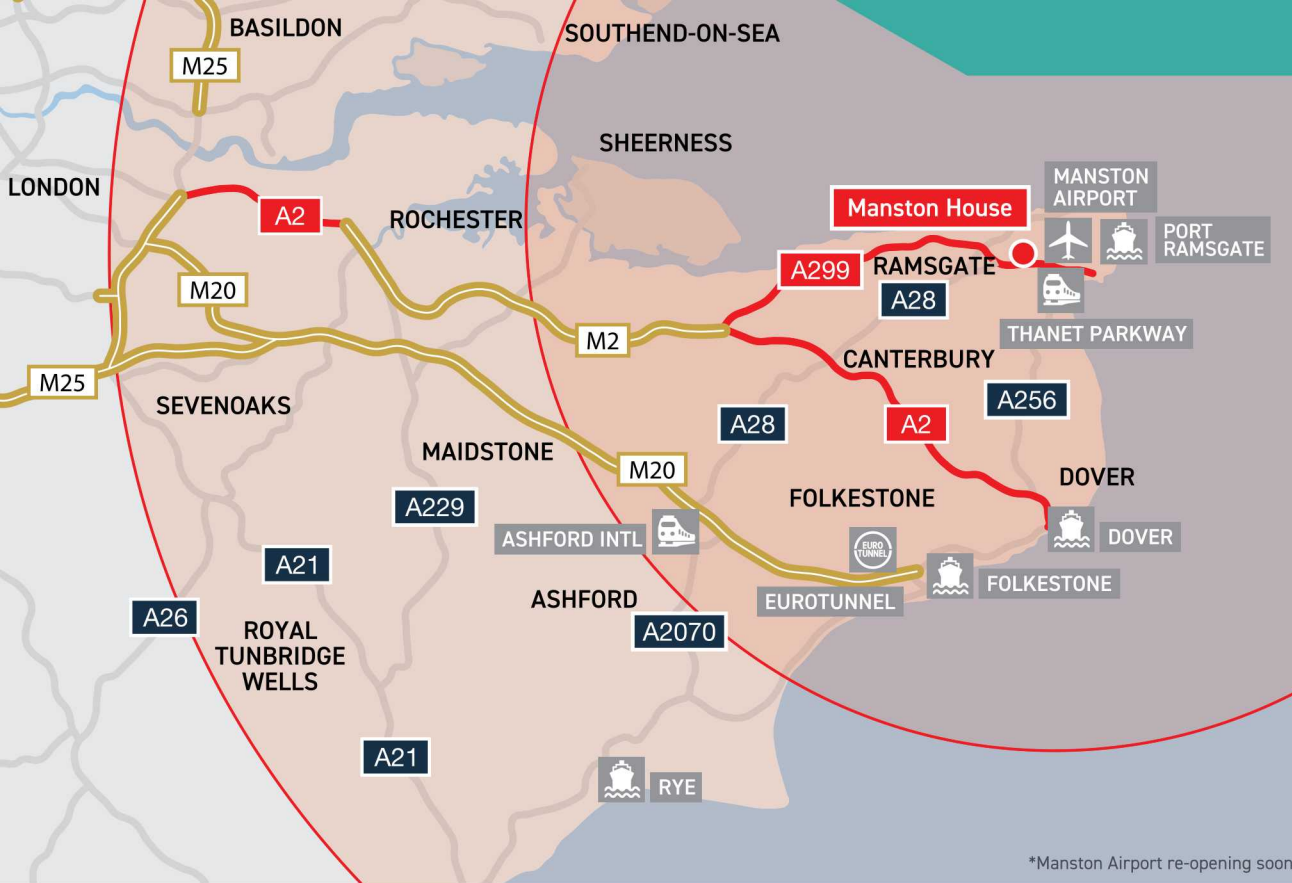 BASILDON
SOUTHEND-ON-SEA
M25
SHEERNESS
LONDON
MANSTON
AIRPORT
Manston House
A2
ROCHESTER
PORT
RAMSGATE
A299
RAMSGATE
M20
A28
THANET PARKWAY
M2
CANTERBURY
M25
SEVENOAKS
A256
A28
A2
MAIDSTONE
M20
DOVER
FOLKESTONE
A229
ASHFORD INTL
EURO
TUNNEL
DOVER
A21
FOLKESTONE
EUROTUNNEL
ASHFORD
A26
A2070
ROYAL
TUNBRIDGE
WELLS
A21
RYE
*Manston Airport re-opening soon